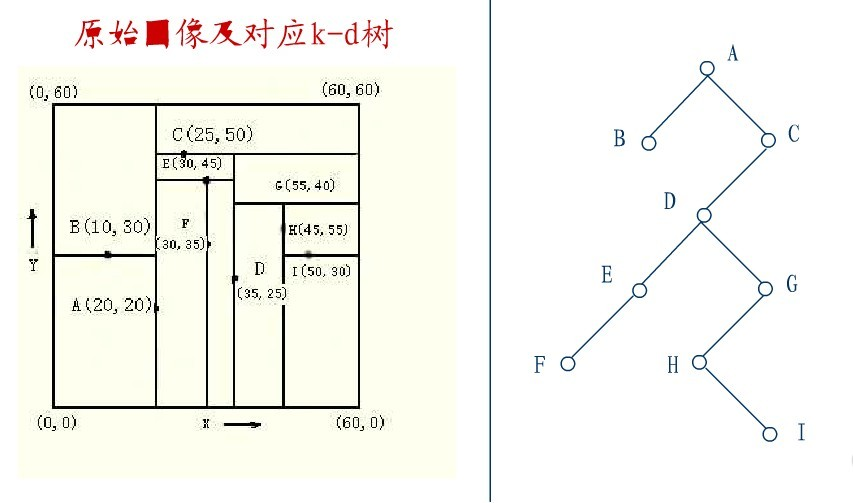 原始图像及对应k-d树
(0,60)
(60,60)
C(25,50)
E(30,45)
G(55,40)
B(10,30)
F
(30,35)
H(45,55)
Y
D
(35,25)
I(50,30)
A(20,20)
(0,0)
X
(60,0)
A
B
C
D
E
G
F
H
I